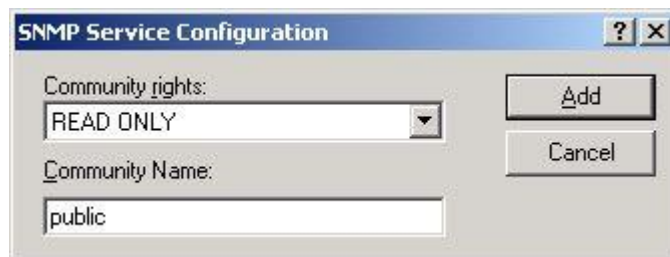 SNMP Service Configuration
? X
Community rights:
READ ONLY
Add
Cancel
Community Name:
public